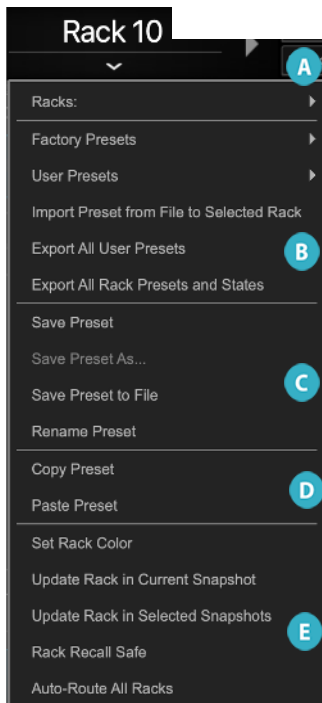 Rack 10
A
Racks:
Factory Presets
User Presets
Import Preset from File to Selected Rack
Export All User Presets
B
Export All Rack Presets and States
Save Preset
Save Preset As...
C
Save Preset to File
Rename Preset
Copy Preset
D
Paste Preset
Set Rack Color
Update Rack in Current Snapshot
Update Rack in Selected Snapshots
E
Rack Recall Safe
Auto-Route All Racks